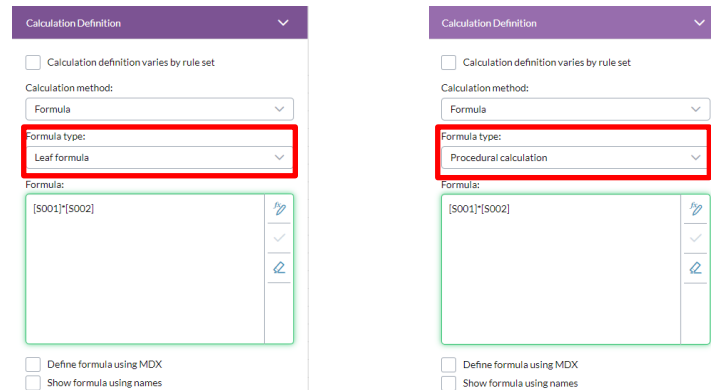 Calculation Definition
Calculation definition varies by rule set
Calculation method:
Formula
Formula type:
Leaf formula
Formula:
[S001]*[S002]
Define formula using MDX
Show formula using names
Calculation Definition
Calculation definition varies by rule set
Calculation method:
Formula
Formula type:
Procedural calculation
Formula:
[S001]*[S002]
Define formula using MDX
Show formula using names